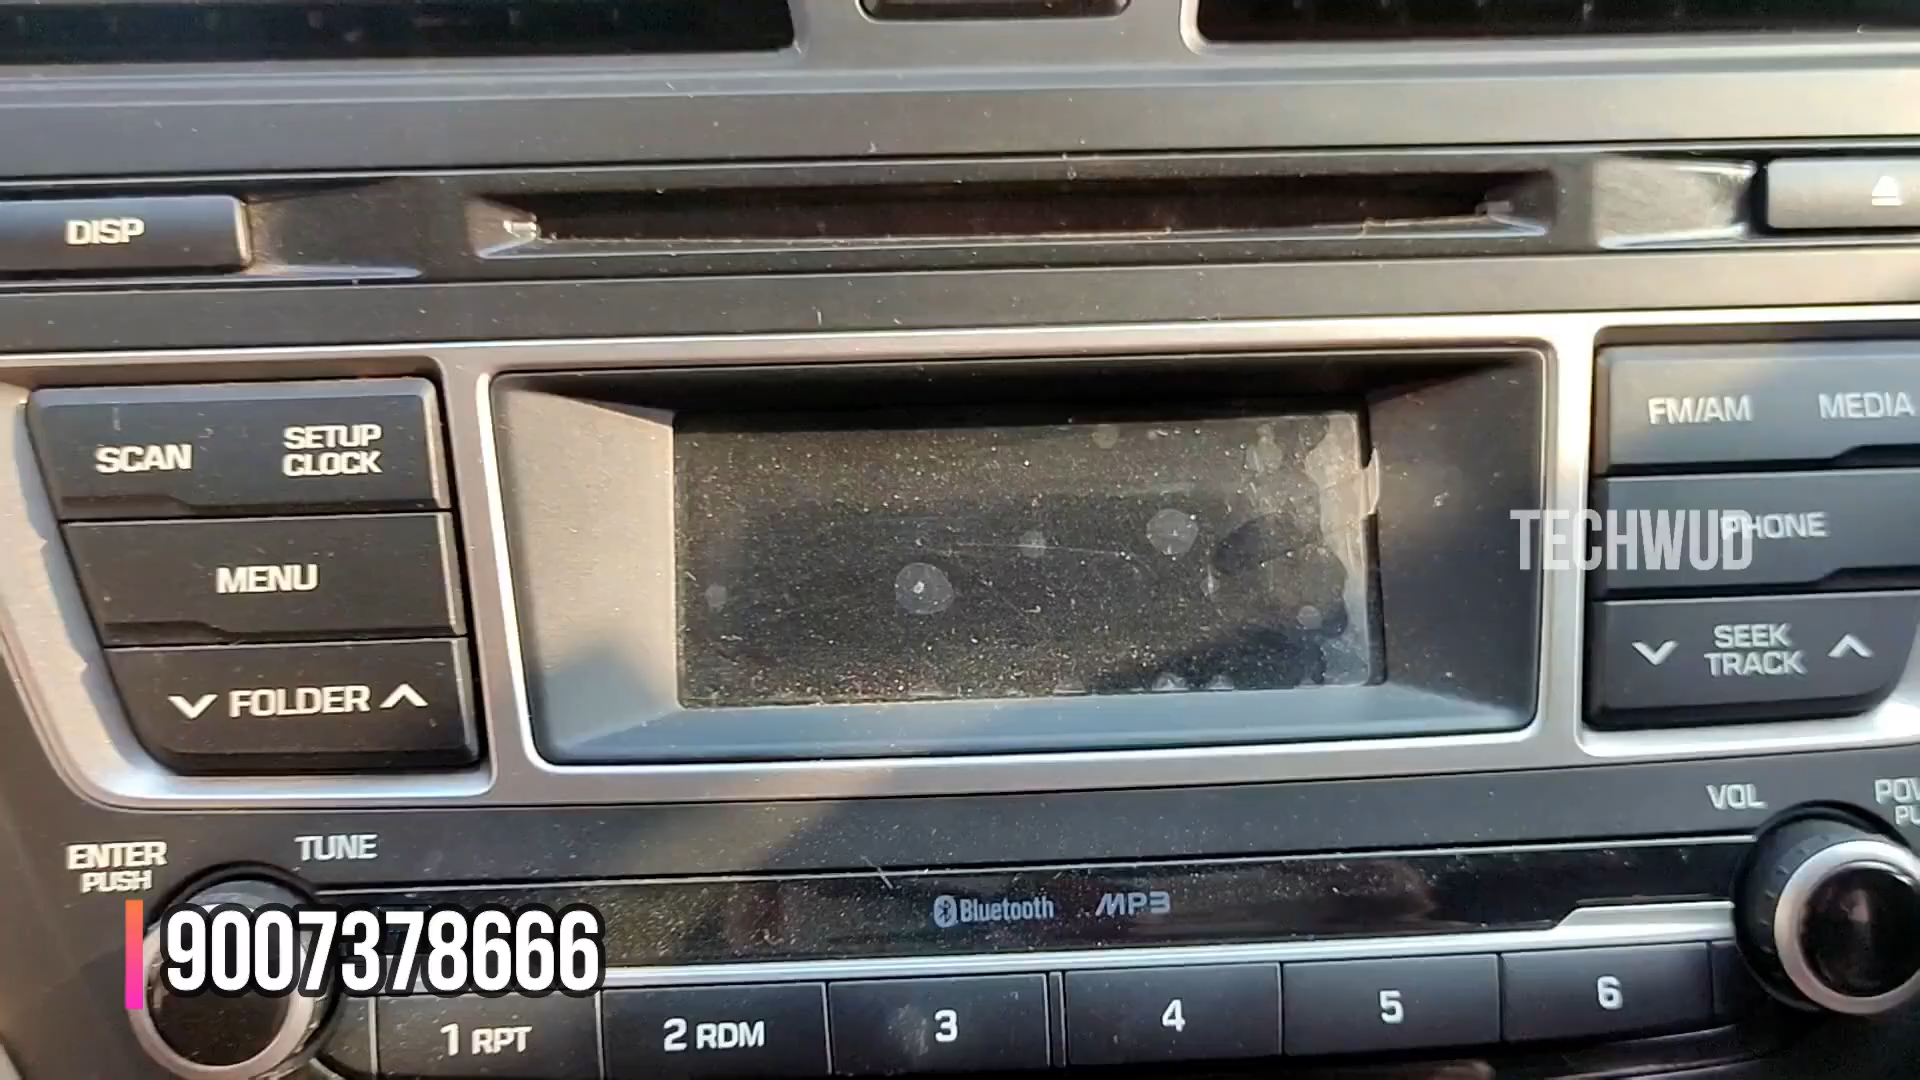 DISP
SCAN
SETUP
CLOCK
FM/AM
MEDIA
MENU
TECHWUD
PHONE
FOLDER
SEEK
TRACK
VOL
ENTER
PUSH
TUNE
Bluetooth
MP3
9007378666
1 RPT
2 RDM
3
4
5
6